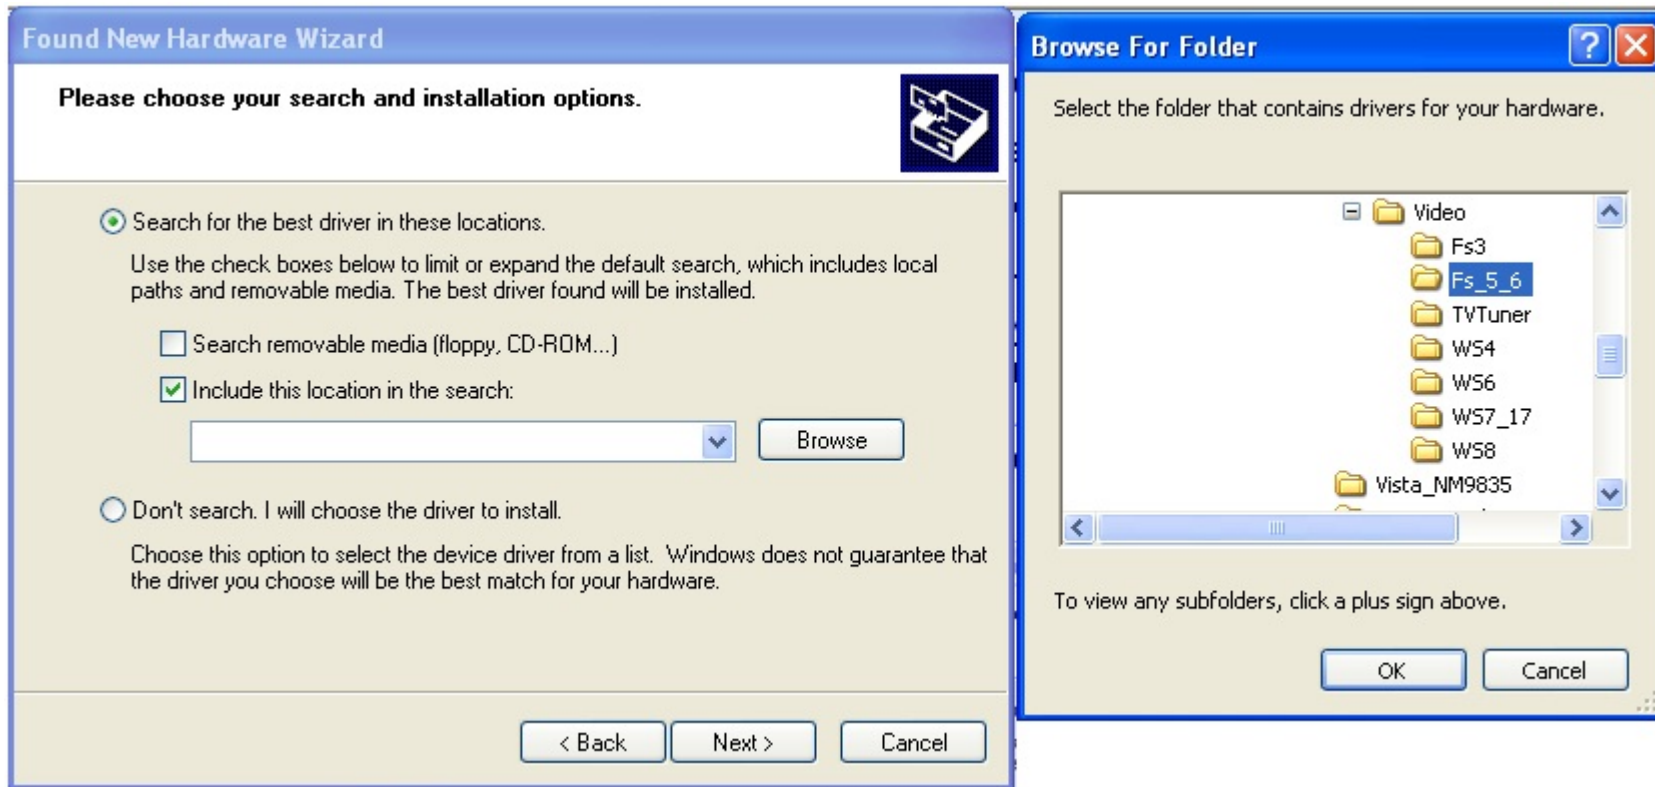 Found New Hardware Wizard
Please choose your search and installation options.
Search for the best driver in these locations.
Use the check boxes below to limit or expand the default search, which includes local
paths and removable media. The best driver found will be installed.
Search removable media (floppy, CD-ROM...)
Include this location in the search:
Browse
Don't search. I will choose the driver to install.
Choose this option to select the device driver from a list. Windows does not guarantee that
the driver you choose will be the best match for your hardware.
< Back
Next >
Cancel
Browse For Folder
Select the folder that contains drivers for your hardware.
Video
Fs3
Fs_5_6
TVTuner
WS4
WS6
WS7_17
WS8
Vista_NM9835
To view any subfolders, click a plus sign above.
OK
Cancel